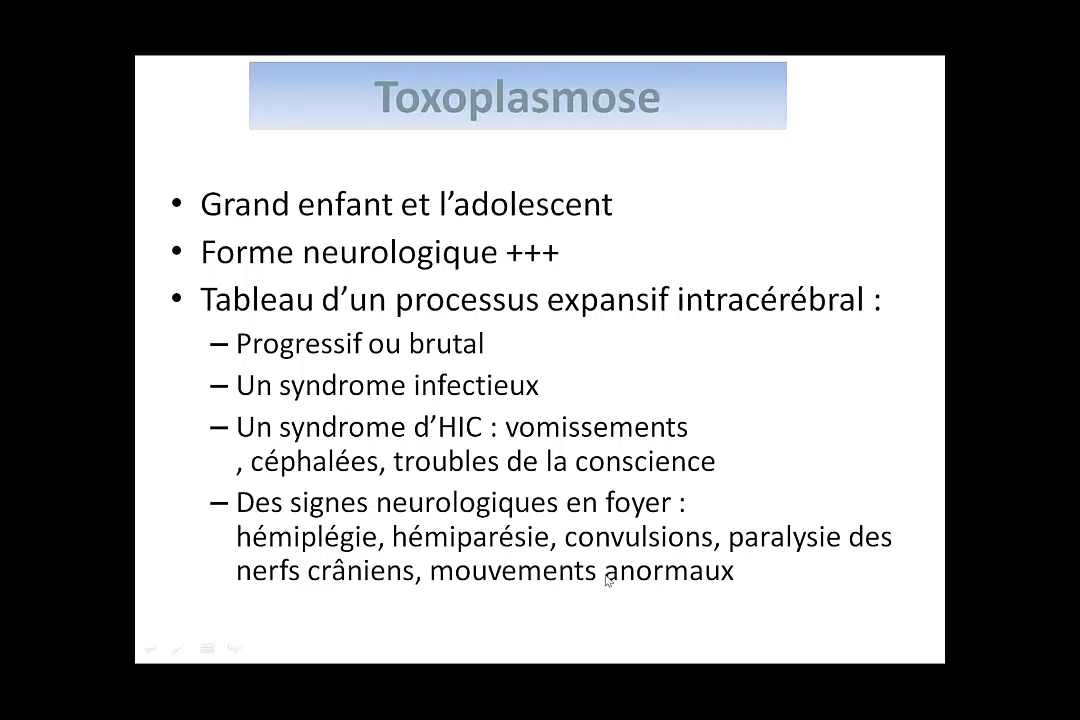 Toxoplasmose
• Grand enfant et l’adolescent
• Forme neurologique +++
• Tableau d’un processus expansif intracérébral :
– Progressif ou brutal
– Un syndrome infectieux
– Un syndrome d’HIC : vomissements
, céphalées, troubles de la conscience
– Des signes neurologiques en foyer :
hémiplégie, hémiparésie, convulsions, paralysie des
nerfs crâniens, mouvements anormaux